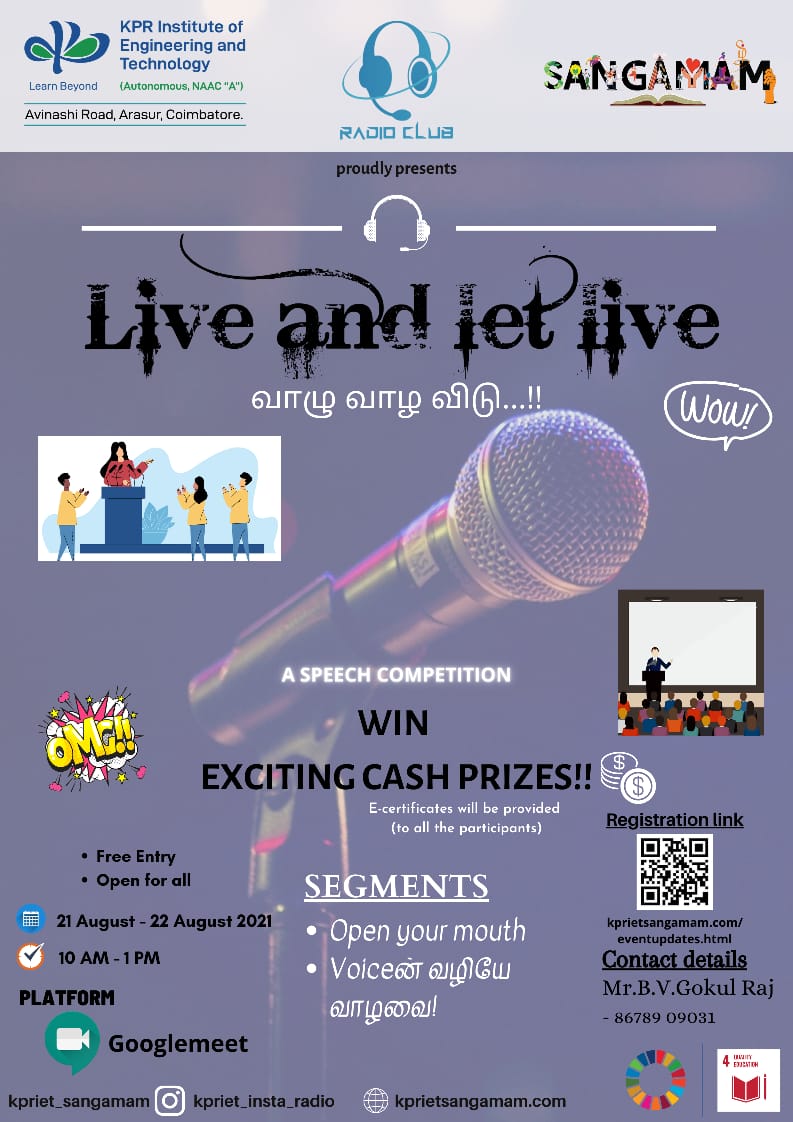 KPR Institute of
Engineering and
Technology
Learn Beyond
(Autonomous, NAAC "A")
Avinashi Road, Arasur, Coimbatore.
RADIO CLUB
SANGAMAM
proudly presents
Live and let live
வாழு வாழ விடு...!!
Wow!
A SPEECH COMPETITION
OMG!!
WIN
EXCITING CASH PRIZES!!
E-certificates will be provided
(to all the participants)
Registration link
kprietsangamam.com/
eventupdates.html
• Free Entry
• Open for all
21 August - 22 August 2021
10 AM - 1 PM
PLATFORM
Googlemeet
SEGMENTS
• Open your mouth
• Voiceன் வழியே
வாழவை!
Contact details
Mr.B.V.Gokul Raj
- 86789 09031
4 QUALITY
EDUCATION
kpriet_sangamam
kpriet_insta_radio
kprietsangamam.com